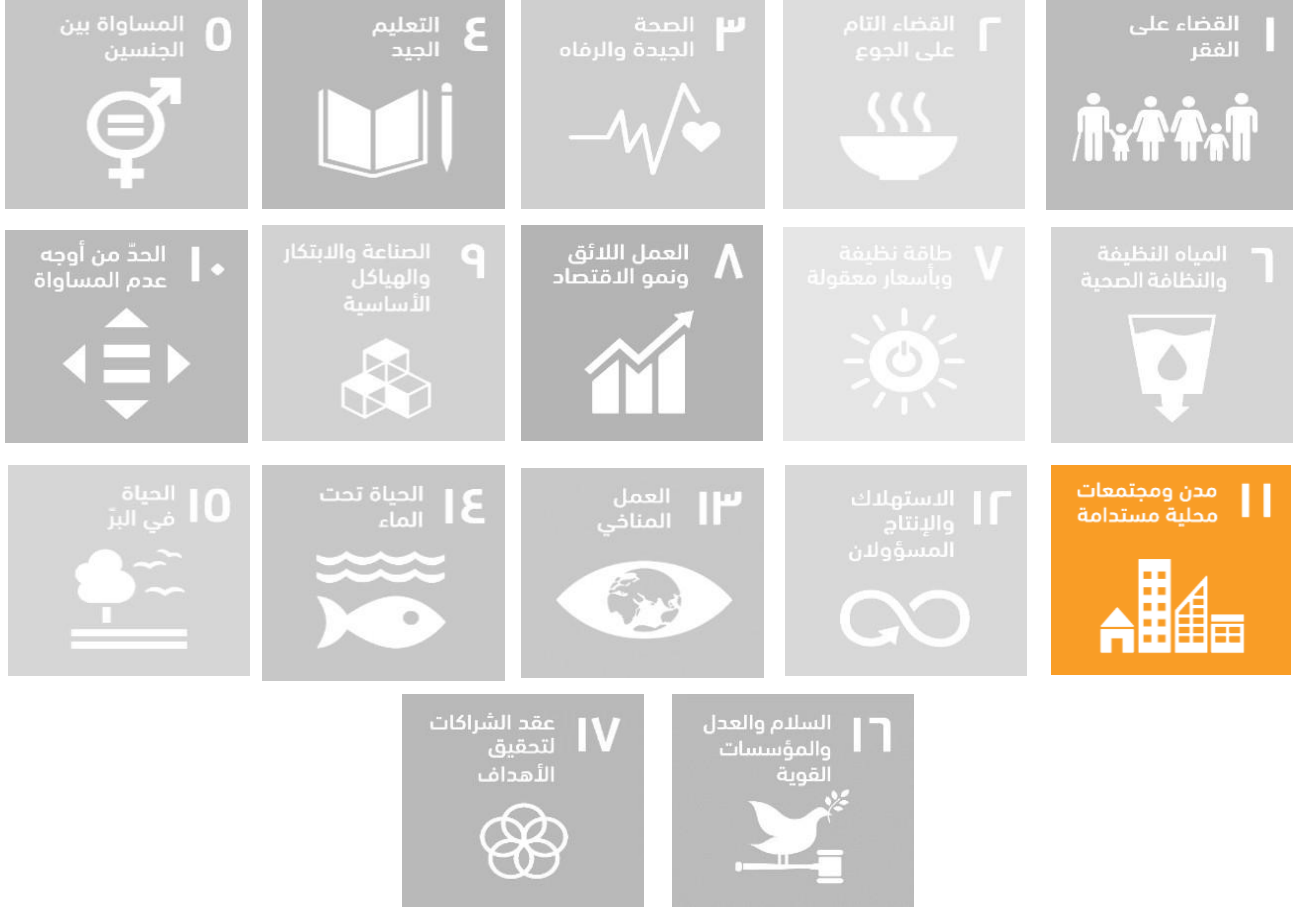 ١ القضاء على
الفقر
٢ القضاء التام
على الجوع
٣ الصحة
الجيدة والرفاه
٤ التعليم
الجيد
٥ المساواة بين
الجنسين
٦ المياه النظيفة
والنظافة الصحية
٧ طاقة نظيفة
وبأسعار معقولة
٨ العمل اللائق
ونمو الاقتصاد
٩ الصناعة والابتكار
والهياكل
الأساسية
١٠ الحدّ من أوجه
عدم المساواة
١١ مدن ومجتمعات
محلية مستدامة
١٢ الاستهلاك
والإنتاج
المسؤولان
١٣ العمل
المناخي
١٤ الحياة تحت
الماء
١٥ الحياة
في البرّ
١٦ السلام والعدل
والمؤسسات
القوية
١٧ عقد الشراكات
لتحقيق
الأهداف